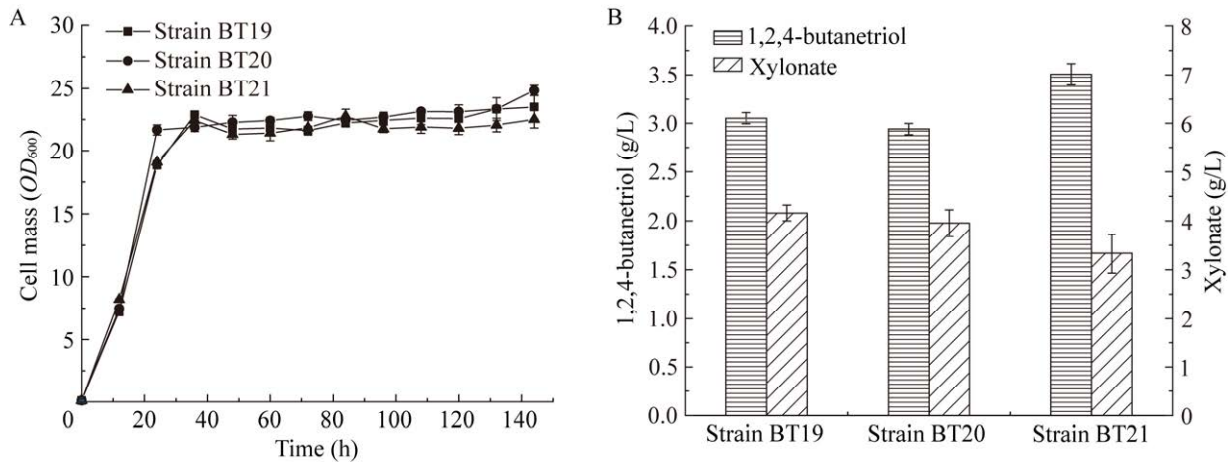 A
Cell mass (OD600)
30
25
20
15
10
5
0
20
40
60
80
100
120
140
Time (h)
Strain BT19
Strain BT20
Strain BT21
B
1,2,4-butanetriol (g/L)
4.0
3.5
3.0
2.5
2.0
1.5
1.0
0.5
0.0
1,2,4-butanetriol
Xylonate
Strain BT19
Strain BT20
Strain BT21
8
7
6
5
4
3
2
1
0
Xylonate (g/L)